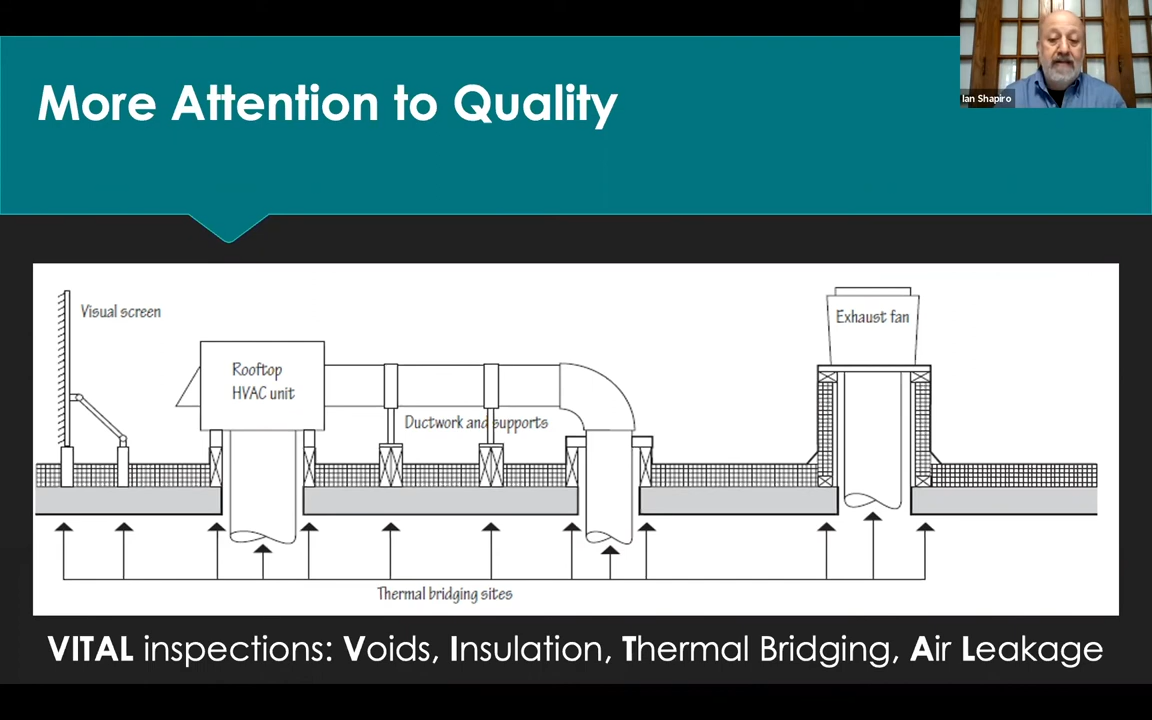 More Attention to Quality
Ian Shapiro
Visual screen
Exhaust fan
Rooftop
HVAC unit
Ductwork and supports
Thermal bridging sites
VITAL inspections: Voids, Insulation, Thermal Bridging, Air Leakage